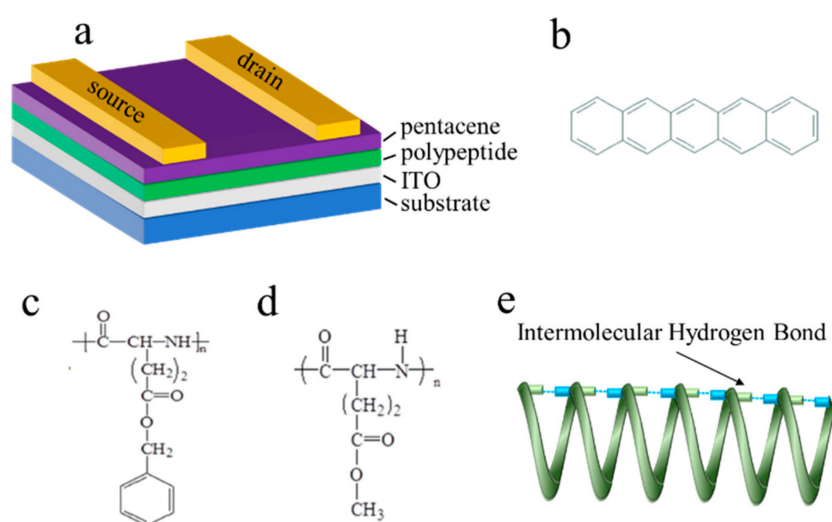 a
source
drain
pentacene
polypeptide
ITO
substrate
b
c
O
C
CH
NH
n
(CH₂)₂
C=O
O
CH₂
d
O
H
C
CH
N
n
(CH₂)₂
C=O
O
CH₃
e
Intermolecular Hydrogen Bond